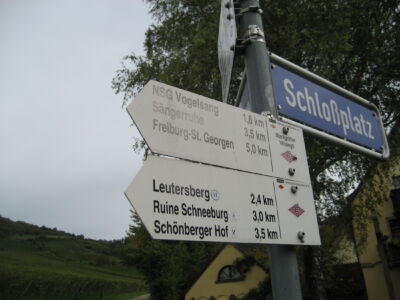 Schloßplatz
NSG Vogelsang 1,6 km
Sängerruhe 3,5 km
Freiburg-St. Georgen 5,0 km
Leutersberg 2,4 km
Ruine Schneeburg 3,0 km
Schönberger Hof 3,5 km